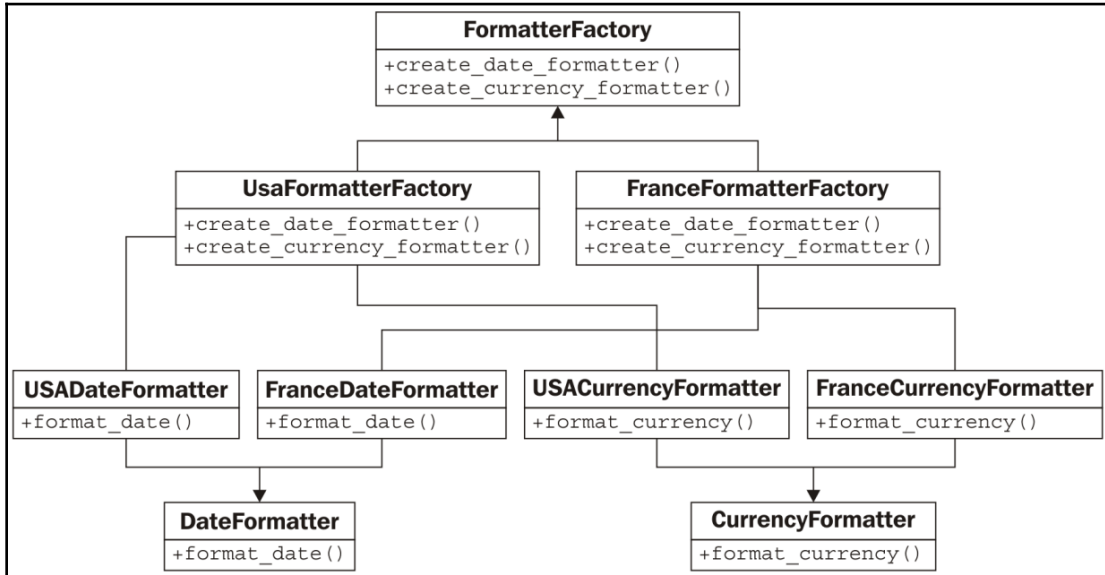 FormatterFactory
+create_date_formatter()
+create_currency_formatter()
UsaFormatterFactory
+create_date_formatter()
+create_currency_formatter()
FranceFormatterFactory
+create_date_formatter()
+create_currency_formatter()
USADateFormatter
+format_date()
FranceDateFormatter
+format_date()
USACurrencyFormatter
+format_currency()
FranceCurrencyFormatter
+format_currency()
DateFormatter
+format_date()
CurrencyFormatter
+format_currency()